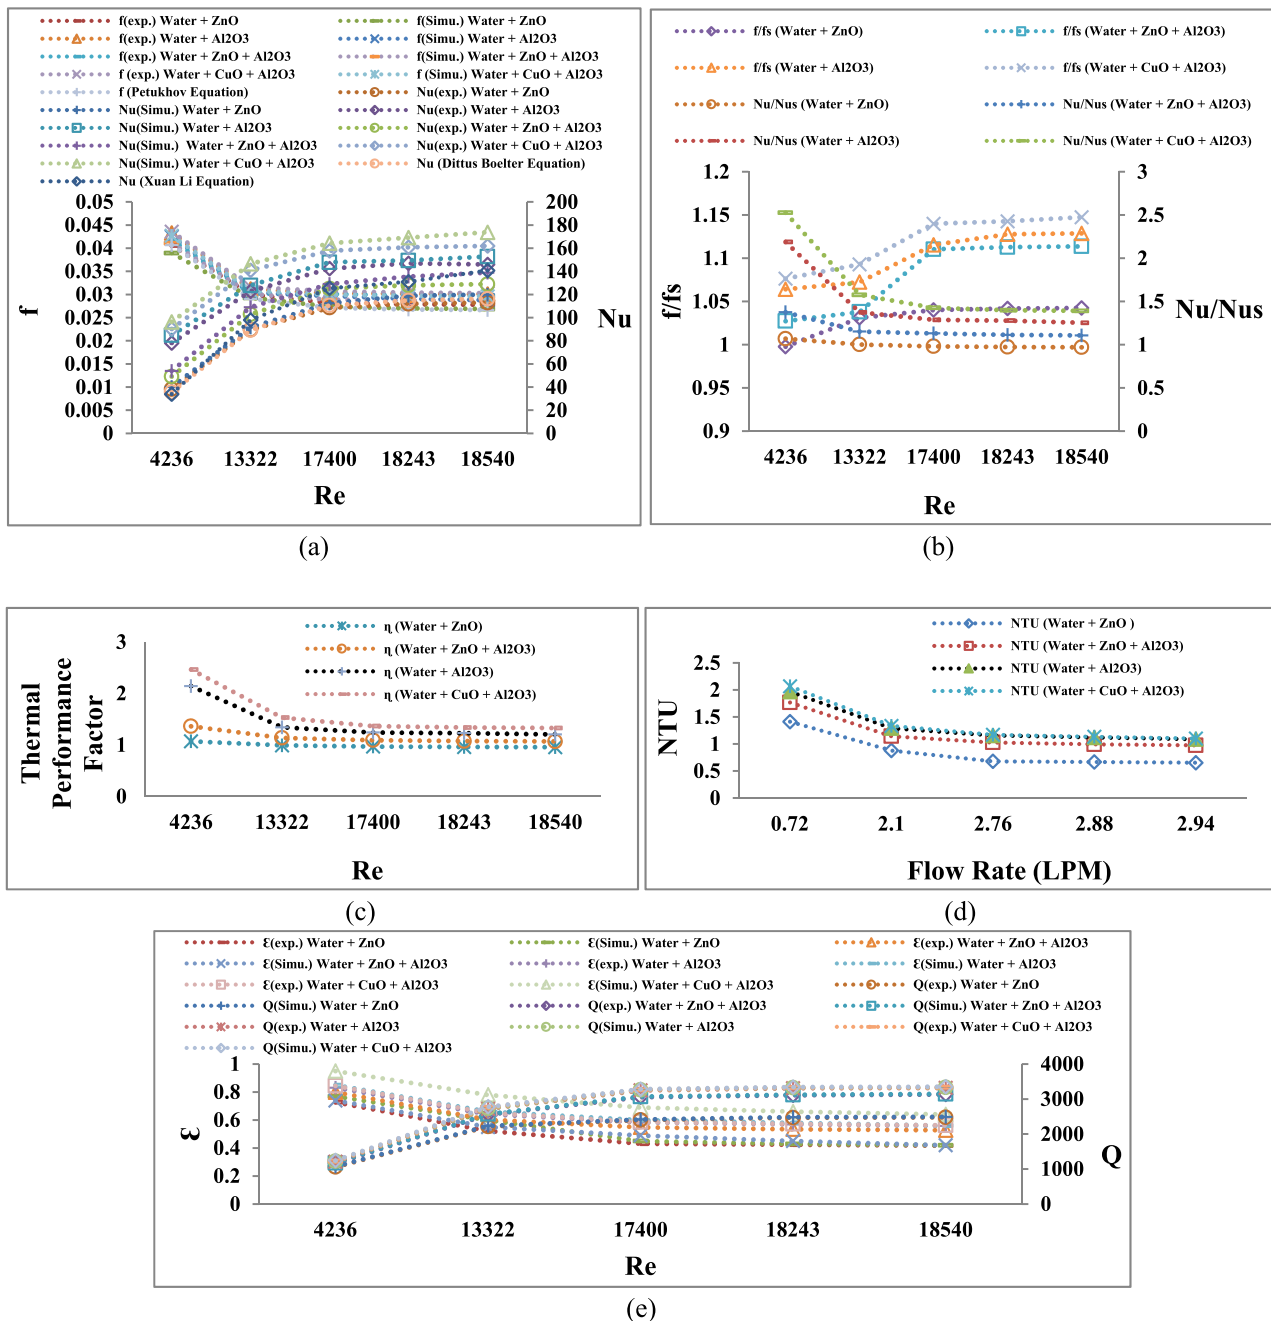 f(exp.) Water + ZnO
f(Simu.) Water + ZnO
f(exp.) Water + Al2O3
f(Simu.) Water + Al2O3
f(exp.) Water + ZnO + Al2O3
f(Simu.) Water + ZnO + Al2O3
f (exp.) Water + CuO + Al2O3
f (Simu.) Water + CuO + Al2O3
f (Petukhov Equation)
Nu(exp.) Water + ZnO
Nu(Simu.) Water + ZnO
Nu(exp.) Water + Al2O3
Nu(Simu.) Water + Al2O3
Nu(exp.) Water + ZnO + Al2O3
Nu(Simu.) Water + ZnO + Al2O3
Nu(exp.) Water + CuO + Al2O3
Nu(Simu.) Water + CuO + Al2O3
Nu (Dittus Boelter Equation)
Nu (Xuan Li Equation)
0.05
0.045
0.04
0.035
0.03
0.025
0.02
0.015
0.01
0.005
0
f
200
180
160
140
120
100
80
60
40
20
0
Nu
4236 13322 17400 18243 18540
Re
(a)
f/fs (Water + ZnO)
f/fs (Water + ZnO + Al2O3)
f/fs (Water + Al2O3)
f/fs (Water + CuO + Al2O3)
Nu/Nus (Water + ZnO)
Nu/Nus (Water + ZnO + Al2O3)
Nu/Nus (Water + Al2O3)
Nu/Nus (Water + CuO + Al2O3)
1.2
1.15
1.1
1.05
1
0.95
0.9
f/fs
3
2.5
2
1.5
1
0.5
0
Nu/Nus
4236 13322 17400 18243 18540
Re
(b)
η (Water + ZnO)
η (Water + ZnO + Al2O3)
η (Water + Al2O3)
η (Water + CuO + Al2O3)
3
2
1
0
Thermal
Performance
Factor
4236 13322 17400 18243 18540
Re
(c)
NTU (Water + ZnO )
NTU (Water + ZnO + Al2O3)
NTU (Water + Al2O3)
NTU (Water + CuO + Al2O3)
2.5
2
1.5
1
0.5
0
NTU
0.72 2.1 2.76 2.88 2.94
Flow Rate (LPM)
(d)
Ɛ(exp.) Water + ZnO
Ɛ(Simu.) Water + ZnO
Ɛ(exp.) Water + ZnO + Al2O3
Ɛ(Simu.) Water + ZnO + Al2O3
Ɛ(exp.) Water + Al2O3
Ɛ(Simu.) Water + Al2O3
Ɛ(exp.) Water + CuO + Al2O3
Ɛ(Simu.) Water + CuO + Al2O3
Q(exp.) Water + ZnO
Q(Simu.) Water + ZnO
Q(exp.) Water + ZnO + Al2O3
Q(Simu.) Water + ZnO + Al2O3
Q(exp.) Water + Al2O3
Q(Simu.) Water + Al2O3
Q(exp.) Water + CuO + Al2O3
Q(Simu.) Water + CuO + Al2O3
1
0.8
0.6
0.4
0.2
0
Ɛ
4000
3000
2000
1000
0
Q
4236 13322 17400 18243 18540
Re
(e)